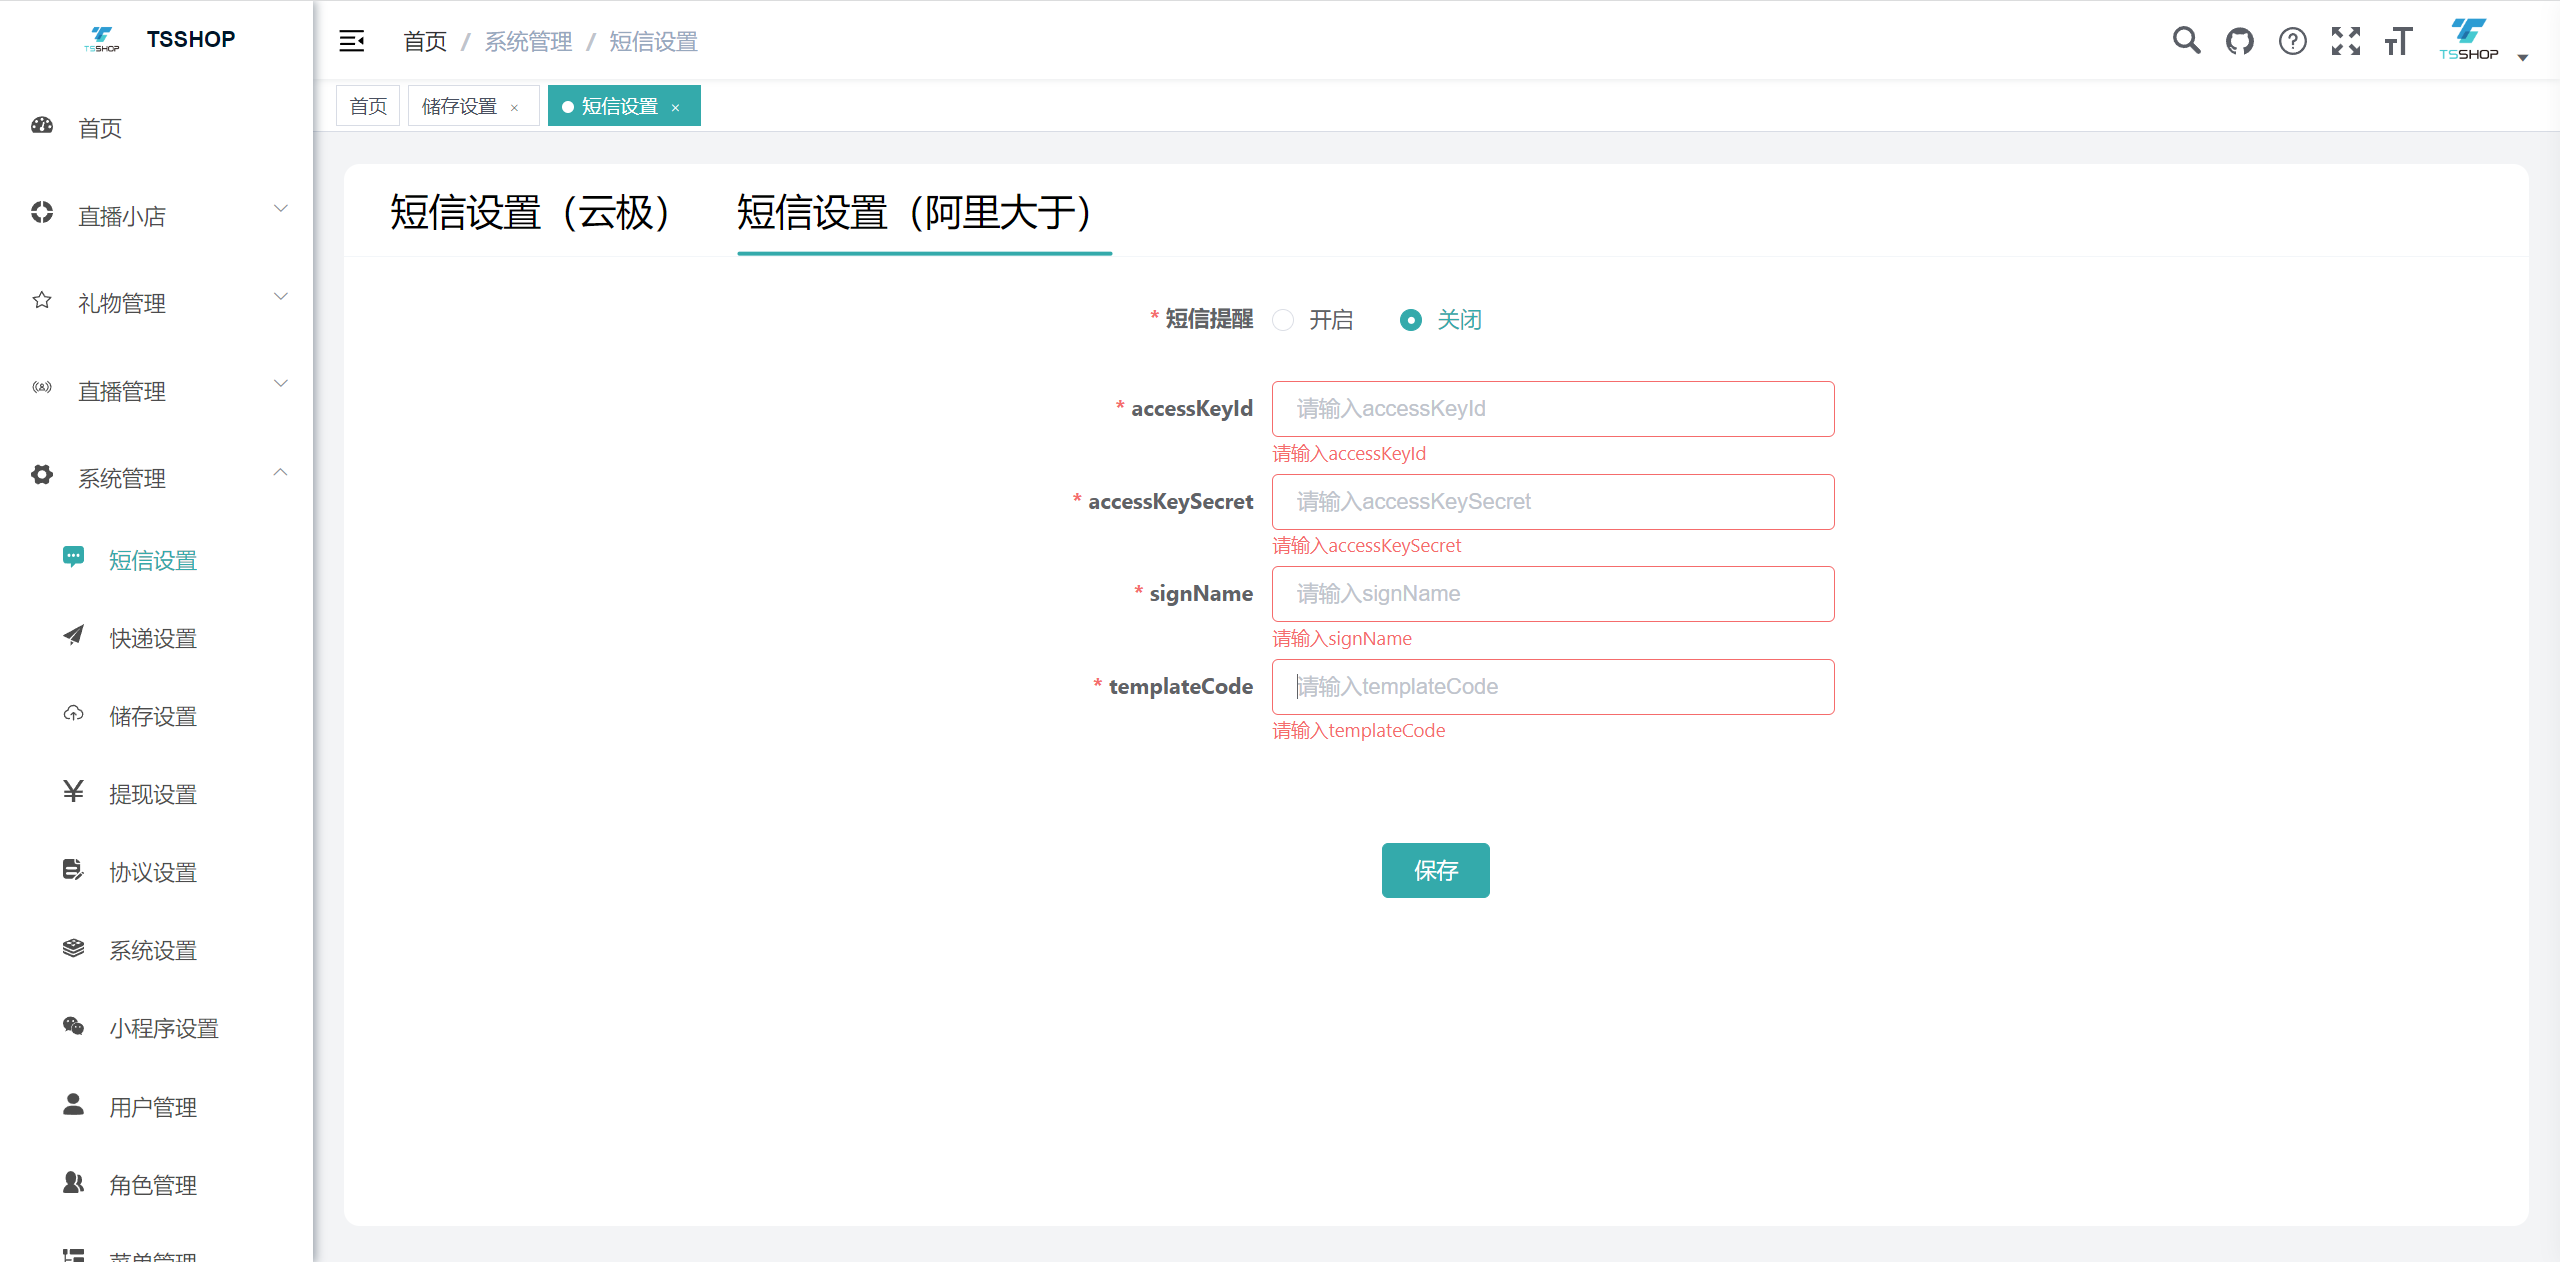 TSSHOP
TSSHOP
首页
直播小店
礼物管理
直播管理
系统管理
短信设置
快递设置
储存设置
提现设置
协议设置
系统设置
小程序设置
用户管理
角色管理
菜单管理
首页 / 系统管理 / 短信设置
TSSHOP
首页 储存设置 × 短信设置 ×
短信设置（云极） 短信设置（阿里大于）
* 短信提醒 开启 关闭
* accessKeyId 请输入accessKeyId
请输入accessKeyId
* accessKeySecret 请输入accessKeySecret
请输入accessKeySecret
* signName 请输入signName
请输入signName
* templateCode 请输入templateCode
请输入templateCode
保存